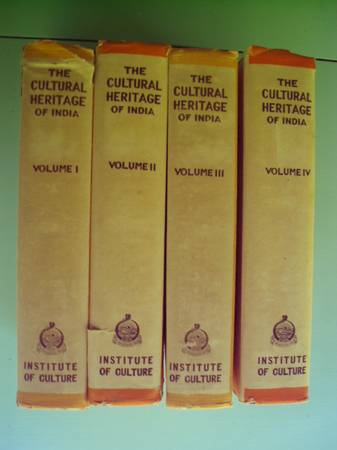 THE
CULTURAL
HERITAGE
OF INDIA
VOLUME I
INSTITUTE
OF CULTURE
THE
CULTURAL
HERITAGE
OF INDIA
VOLUME II
INSTITUTE
OF CULTURE
THE
CULTURAL
HERITAGE
OF INDIA
VOLUME III
INSTITUTE
OF CULTURE
THE
CULTURAL
HERITAGE
OF INDIA
VOLUME IV
INSTITUTE
OF CULTURE